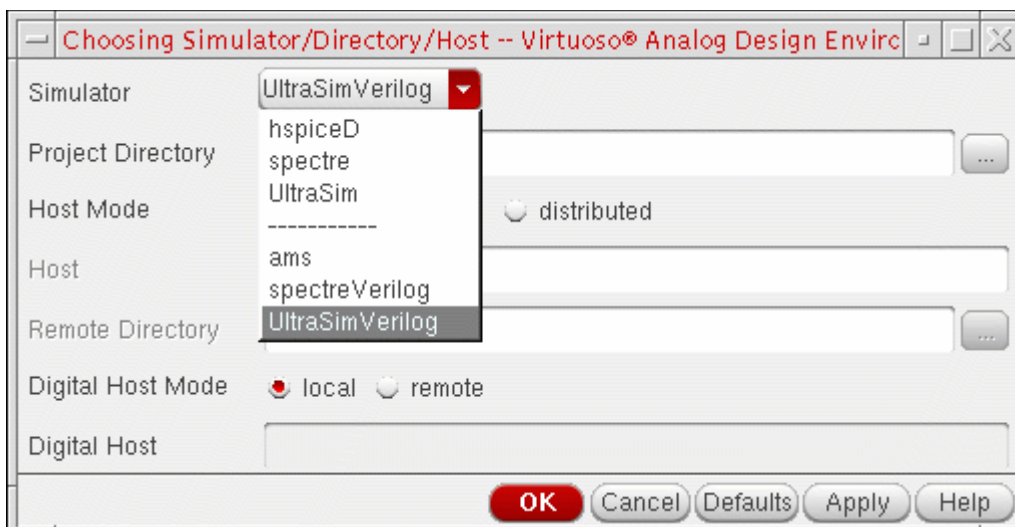 Choosing Simulator/Directory/Host -- Virtuoso® Analog Design Envirc
Simulator UltraSimVerilog
hspiceD
Project Directory ...
spectre
UltraSim
Host Mode distributed
-----------
ams
Host
spectreVerilog
UltraSimVerilog
Remote Directory ...
Digital Host Mode local remote
Digital Host
OK Cancel Defaults Apply Help